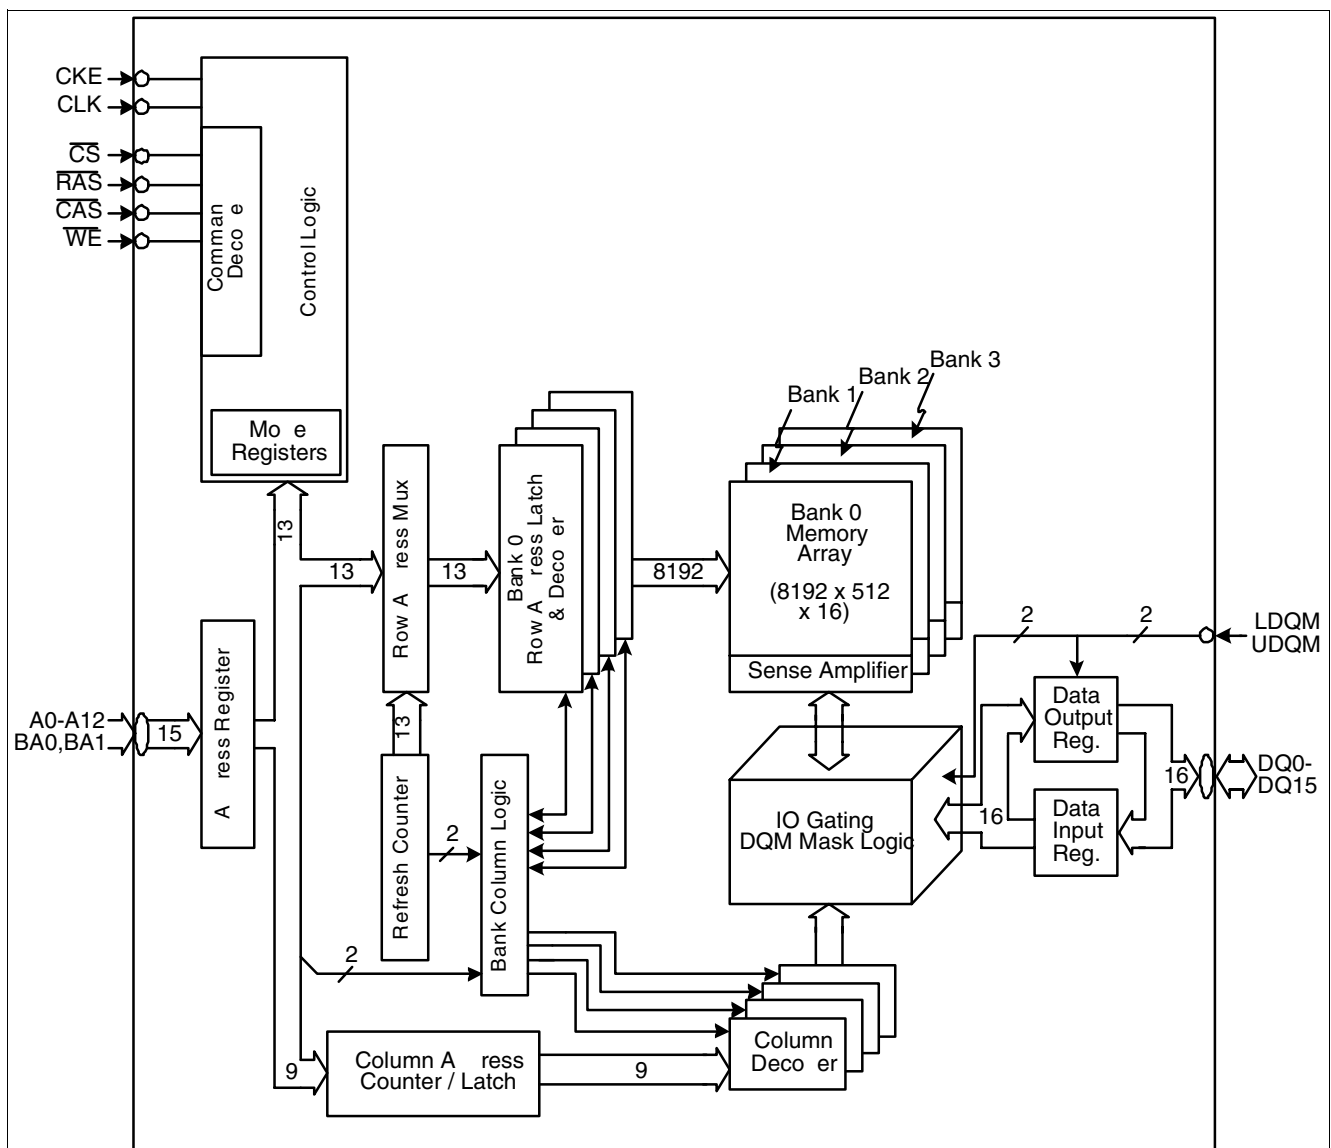 CKE
CLK
CS
RAS
CAS
WE
Comman
Deco e
Control Logic
Mo e
Registers
Bank 1
Bank 2
Bank 3
13
13
Row A ress Mux
13
Bank 0
Row A ress Latch
& Deco er
8192
Bank 0
Memory
Array
(8192 x 512
x 16)
Sense Amplifier
2
2
LDQM
UDQM
A0-A12
BA0,BA1
15
A ress Register
13
Refresh Counter
2
Bank Column Logic
IO Gating
DQM Mask Logic
Data
Output
Reg.
16
Data
Input
Reg.
16
DQ0-
DQ15
2
9
Column A ress
Counter / Latch
9
Column
Deco er